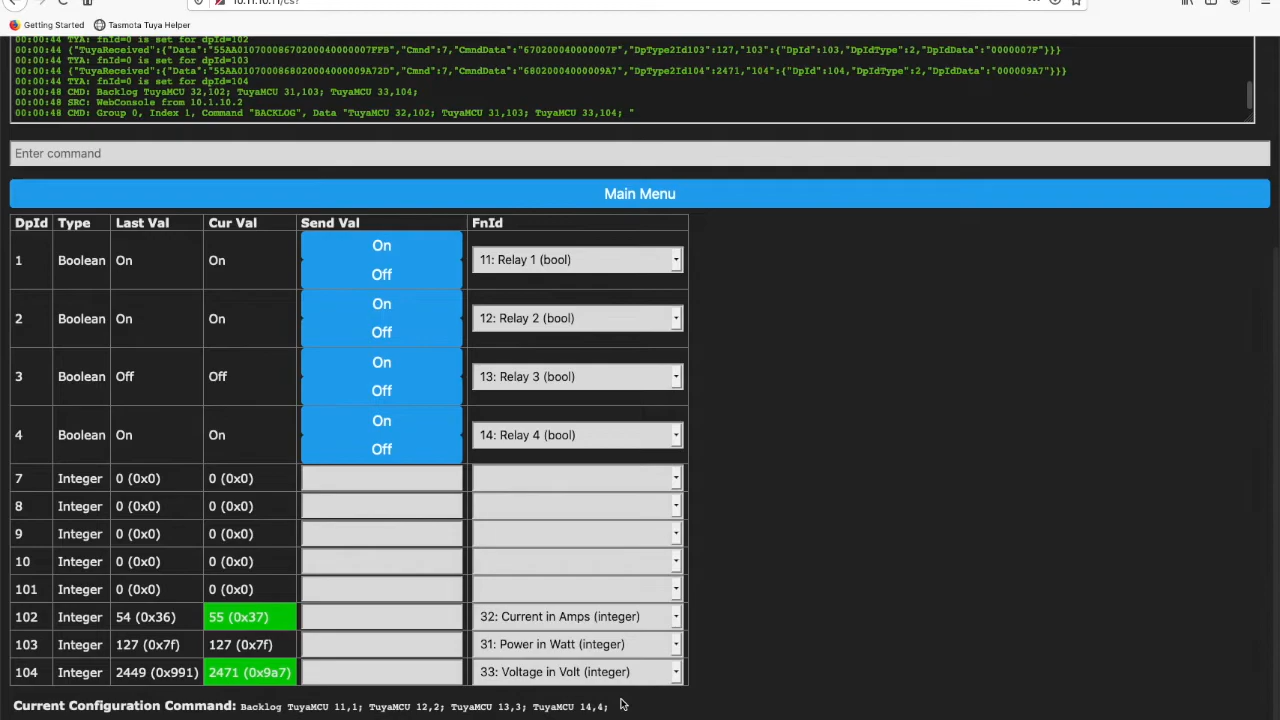 10.11.10.11/cs?
Getting Started Tasmota Tuya Helper
00:00:44 TYA: fnId=0 is set for dpId=102
00:00:44 {"TuyaReceived":{"Data":"55AA01070008670200040000007FFB","Cmnd":7,"CmndData":"670200040000007F","DpType2Id103":127,"103":{"DpId":103,"DpIdType":2,"DpIdData":"0000007F"}}}
00:00:44 TYA: fnId=0 is set for dpId=103
00:00:44 {"TuyaReceived":{"Data":"55AA0107000868020004000009A72D","Cmnd":7,"CmndData":"68020004000009A7","DpType2Id104":2471,"104":{"DpId":104,"DpIdType":2,"DpIdData":"000009A7"}}}
00:00:44 TYA: fnId=0 is set for dpId=104
00:00:48 CMD: Backlog TuyaMCU 32,102; TuyaMCU 31,103; TuyaMCU 33,104;
00:00:48 SRC: WebConsole from 10.1.10.2
00:00:48 CMD: Group 0, Index 1, Command "BACKLOG", Data "TuyaMCU 32,102; TuyaMCU 31,103; TuyaMCU 33,104; "
Enter command
Main Menu
DpId Type Last Val Cur Val Send Val FnId
1 Boolean On On On Off 11: Relay 1 (bool)
2 Boolean On On On Off 12: Relay 2 (bool)
3 Boolean Off Off On Off 13: Relay 3 (bool)
4 Boolean On On On Off 14: Relay 4 (bool)
7 Integer 0 (0x0) 0 (0x0)
8 Integer 0 (0x0) 0 (0x0)
9 Integer 0 (0x0) 0 (0x0)
10 Integer 0 (0x0) 0 (0x0)
101 Integer 0 (0x0) 0 (0x0)
102 Integer 54 (0x36) 55 (0x37) 32: Current in Amps (integer)
103 Integer 127 (0x7f) 127 (0x7f) 31: Power in Watt (integer)
104 Integer 2449 (0x991) 2471 (0x9a7) 33: Voltage in Volt (integer)
Current Configuration Command: Backlog TuyaMCU 11,1; TuyaMCU 12,2; TuyaMCU 13,3; TuyaMCU 14,4;